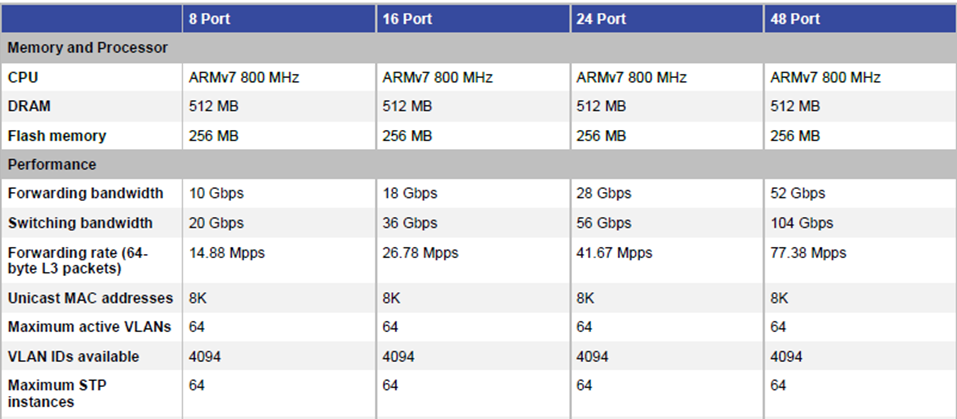 8 Port 16 Port 24 Port 48 Port
Memory and Processor
CPU ARMv7 800 MHz ARMv7 800 MHz ARMv7 800 MHz ARMv7 800 MHz
DRAM 512 MB 512 MB 512 MB 512 MB
Flash memory 256 MB 256 MB 256 MB 256 MB
Performance
Forwarding bandwidth 10 Gbps 18 Gbps 28 Gbps 52 Gbps
Switching bandwidth 20 Gbps 36 Gbps 56 Gbps 104 Gbps
Forwarding rate (64- 14.88 Mpps 26.78 Mpps 41.67 Mpps 77.38 Mpps
byte L3 packets)
Unicast MAC addresses 8K 8K 8K 8K
Maximum active VLANs 64 64 64 64
VLAN IDs available 4094 4094 4094 4094
Maximum STP 64 64 64 64
instances